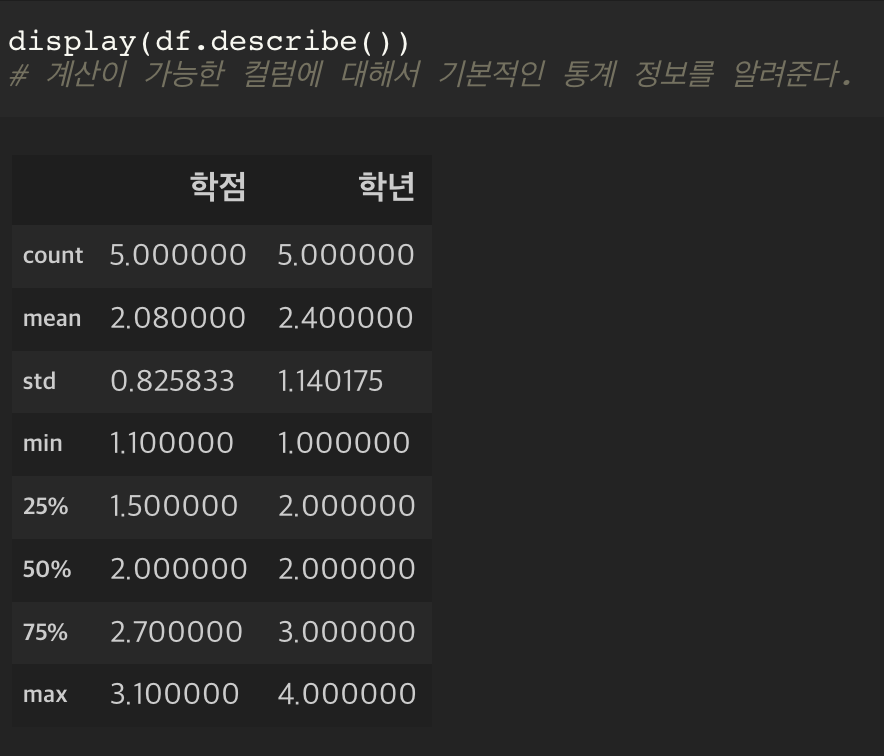 display(df.describe())
# 계산이 가능한 컬럼에 대해서 기본적인 통계 정보를 알려준다.
학점 학년
count 5.000000 5.000000
mean 2.080000 2.400000
std 0.825833 1.140175
min 1.100000 1.000000
25% 1.500000 2.000000
50% 2.000000 2.000000
75% 2.700000 3.000000
max 3.100000 4.000000